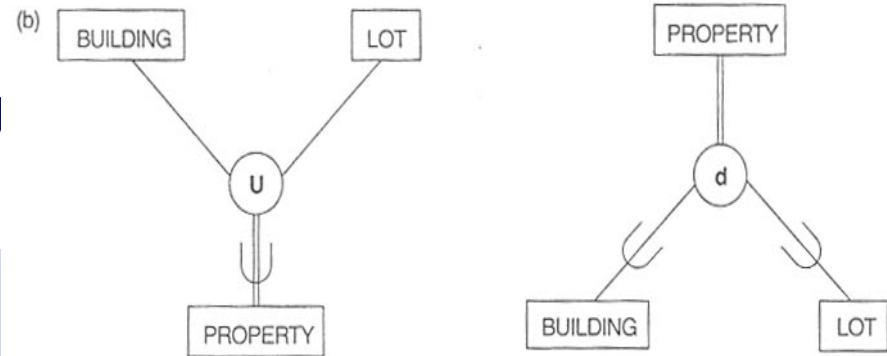 (b)
BUILDING
LOT
U
PROPERTY
PROPERTY
d
BUILDING
LOT